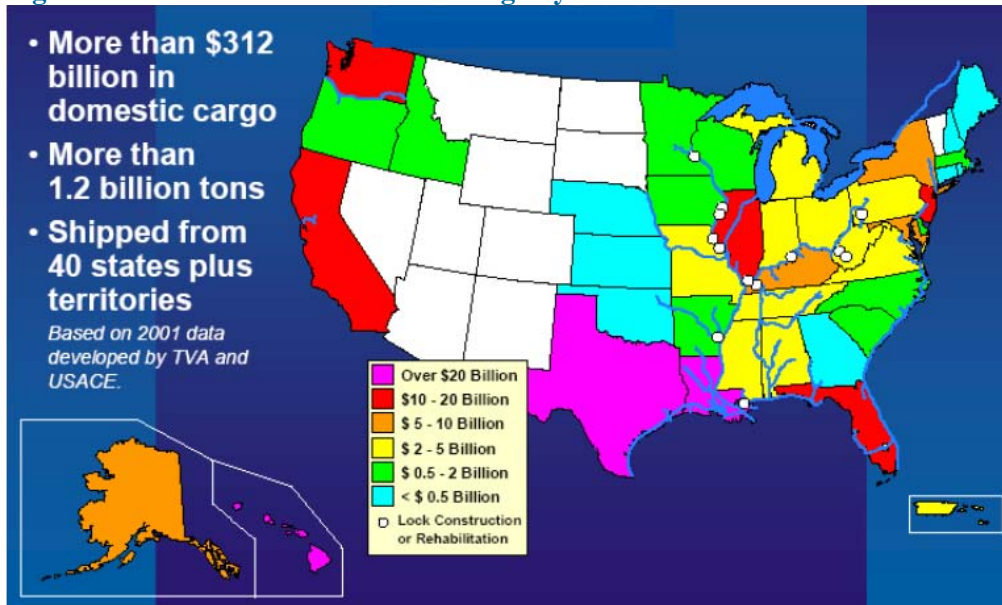 • More than $312
billion in
domestic cargo
• More than
1.2 billion tons
• Shipped from
40 states plus
territories
Based on 2001 data
developed by TVA and
USACE.
Over $20 Billion
$10 - 20 Billion
$ 5 - 10 Billion
$ 2 - 5 Billion
$ 0.5 - 2 Billion
< $ 0.5 Billion
Lock Construction
or Rehabilitation